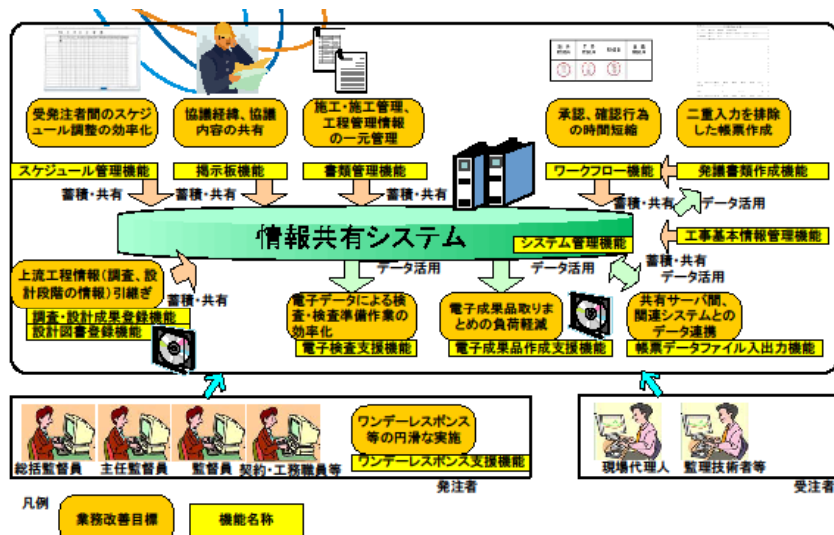 受発注者間のスケジ
ュール調整の効率化
協議経緯、協議
内容の共有
施工・施工管理、
工程管理情報
の一元管理
承認、確認行為
の時間短縮
二重入力を排除
した帳票作成
スケジュール管理機能
掲示板機能
書類管理機能
ワークフロー機能
発議書類作成機能
蓄積・共有
蓄積・共有
蓄積・共有
蓄積・共有
データ活用
情報共有システム
システム管理機能
工事基本情報管理機能
上流工程情報(調査、設
計段階の情報)引継ぎ
蓄積・共有
調査・設計成果登録機能
設計図書登録機能
データ活用
データ活用
蓄積・共有
データ活用
電子データによる検
査・検査準備作業の
効率化
電子検査支援機能
電子成果品取りま
とめの負荷軽減
電子成果品作成支援機能
共有サーバ間、
関連システムとの
データ連携
帳票データファイル入出力機能
総括監督員
主任監督員
監督員
契約・工務職員等
ワンデーレスポンス
等の円滑な実施
ワンデーレスポンス支援機能
発注者
現場代理人
監理技術者等
受注者
凡例
業務改善目標
機能名称